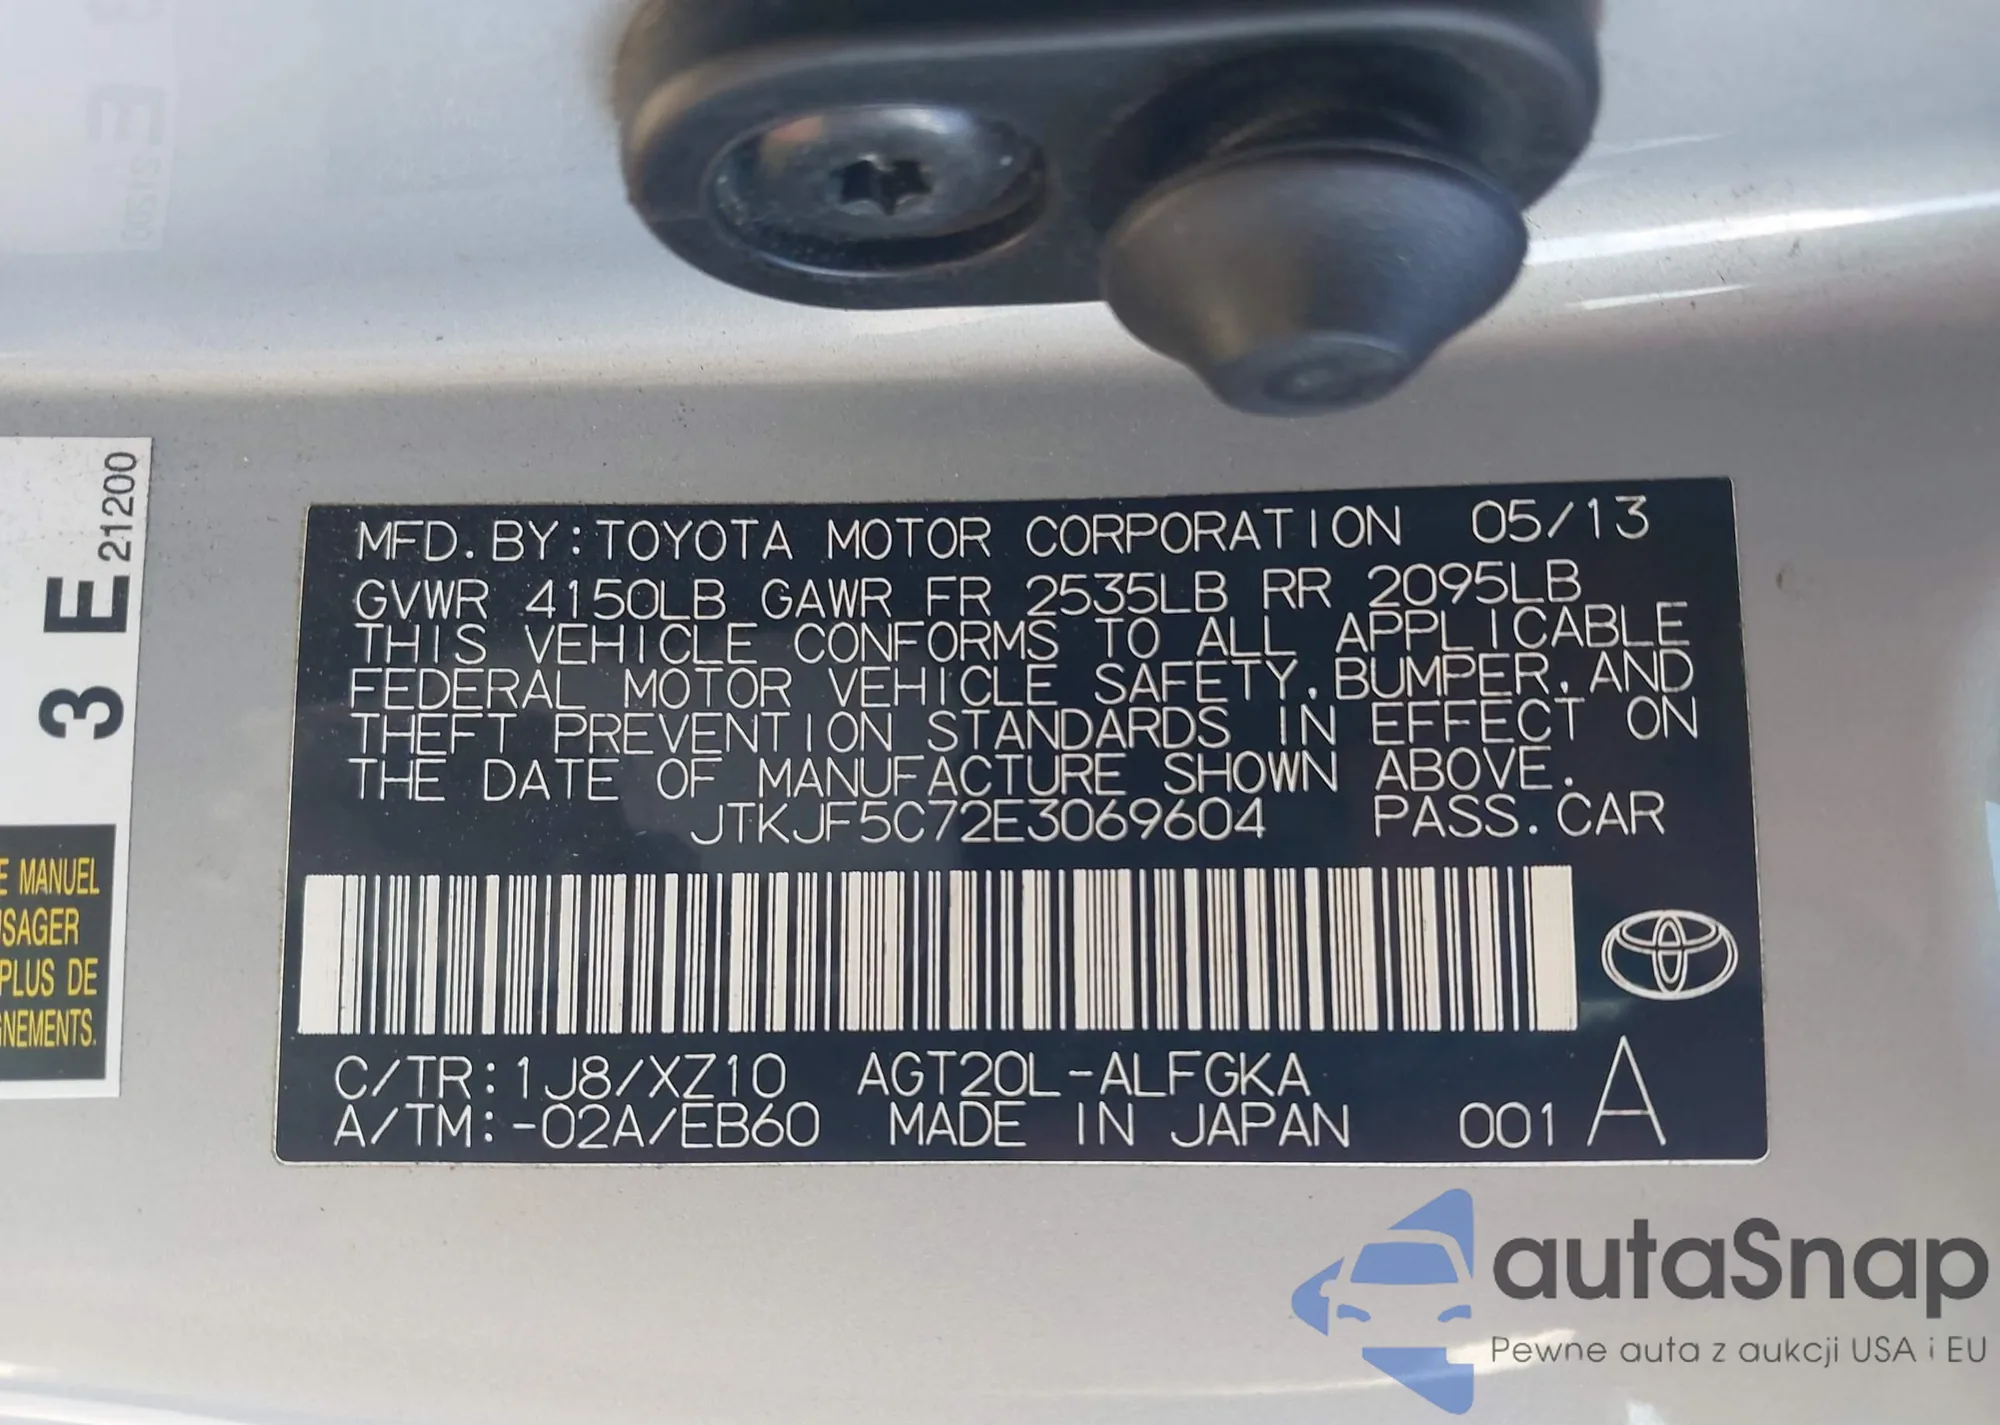 21200
3 E
E MANUEL
SAGER
PLUS DE
GNEMENTS.
MFD. BY: TOYOTA MOTOR CORPORATION 05/13
GVWR 4150LB GAWR FR 2535LB RR 2095LB
THIS VEHICLE CONFORMS TO ALL APPLICABLE
FEDERAL MOTOR VEHICLE SAFETY, BUMPER, AND
THEFT PREVENTION STANDARDS IN EFFECT ON
THE DATE OF MANUFACTURE SHOWN ABOVE.
JTKJF5C72E3069604 PASS. CAR
C/TR: 1J8/XZ10 AGT20L-ALFGKA
A/TM: -02A/EB60 MADE IN JAPAN 001 A
autaSnap
Pewne auta z aukcji USA i EU